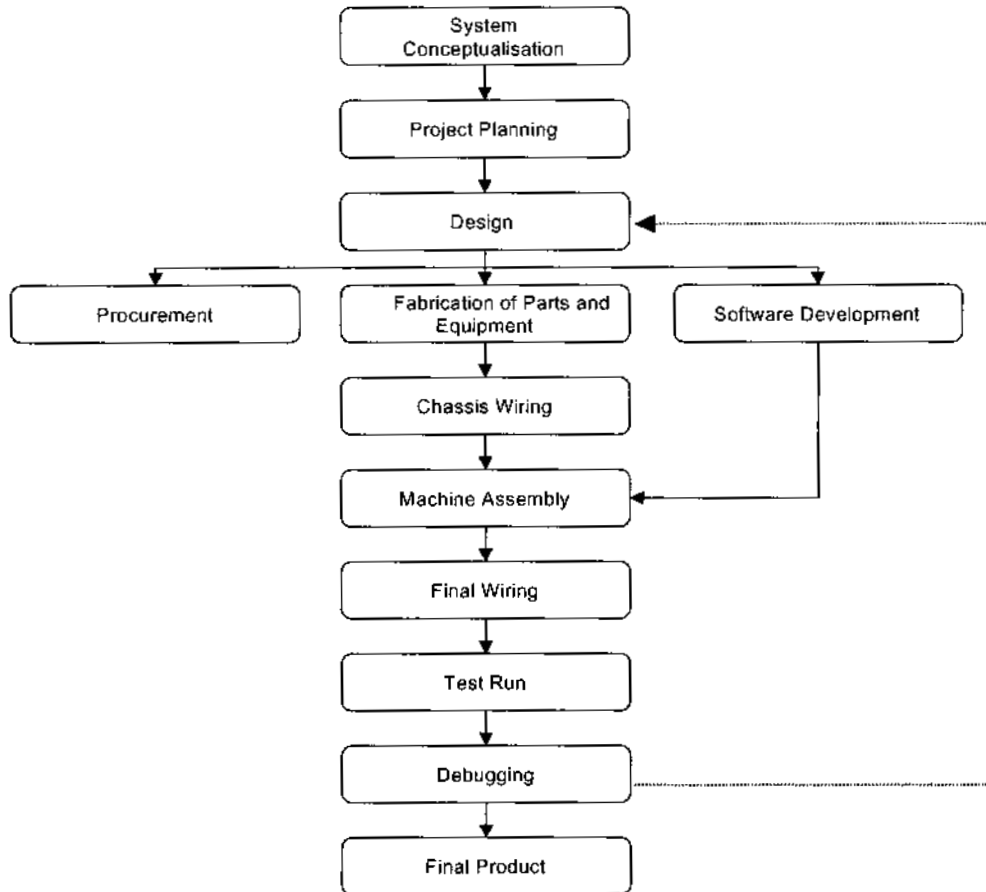 System
Conceptualisation
Project Planning
Design
Procurement
Fabrication of Parts and
Equipment
Software Development
Chassis Wiring
Machine Assembly
Final Wiring
Test Run
Debugging
Final Product